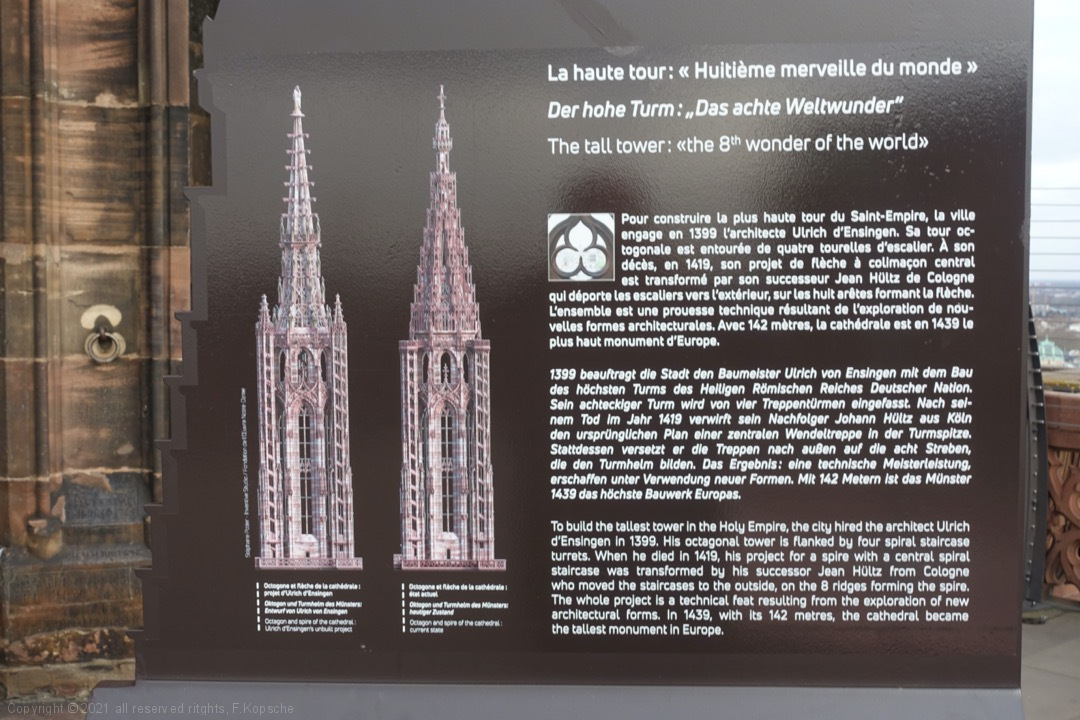 La haute tour : « Huitième merveille du monde »
Der hohe Turm : „Das achte Weltwunder“
The tall tower : «the 8th wonder of the world»
Pour construire la plus haute tour du Saint-Empire, la ville
engage en 1399 l'architecte Ulrich d'Ensingen. Sa tour oc-
togonale est entourée de quatre tourelles d'escalier. À son
décès, en 1419, son projet de flèche à colimaçon central
est transformé par son successeur Jean Hültz de Cologne
qui déporte les escaliers vers l'extérieur, sur les huit arêtes formant la flèche.
L'ensemble est une prouesse technique résultant de l'exploration de nou-
velles formes architecturales. Avec 142 mètres, la cathédrale est en 1439 le
plus haut monument d'Europe.
1399 beauftragt die Stadt den Baumeister Ulrich von Ensingen mit dem Bau
des höchsten Turms des Heiligen Römischen Reiches Deutscher Nation.
Sein achteckiger Turm wird von vier Treppentürmen eingefasst. Nach sei-
nem Tod im Jahr 1419 verwirft sein Nachfolger Johann Hültz aus Köln
den ursprünglichen Plan einer zentralen Wendeltreppe in der Turmspitze.
Stattdessen versetzt er die Treppen nach außen auf die acht Streben,
die den Turmhelm bilden. Das Ergebnis : eine technische Meisterleistung,
erschaffen unter Verwendung neuer Formen. Mit 142 Metern ist das Münster
1439 das höchste Bauwerk Europas.
To build the tallest tower in the Holy Empire, the city hired the architect Ulrich
d'Ensingen in 1399. His octagonal tower is flanked by four spiral staircase
turrets. When he died in 1419, his project for a spire with a central spiral
staircase was transformed by his successor Jean Hültz from Cologne
who moved the staircases to the outside, on the 8 ridges forming the spire.
The whole project is a technical feat resulting from the exploration of new
architectural forms. In 1439, with its 142 metres, the cathedral became
the tallest monument in Europe.
Octogone et flèche de la cathédrale :
projet d'Ulrich d'Ensingen
Oktogon und Turmhelm des Münsters:
Entwurf von Ulrich von Ensingen
Octagon and spire of the cathedral :
Ulrich d'Ensingen's unbuilt project
Octogone et flèche de la cathédrale :
état actuel
Oktogon und Turmhelm des Münsters:
heutiger Zustand
Octagon and spire of the cathedral :
current state
Copyright © 2021 all reserved ritghts, F.Kopsche